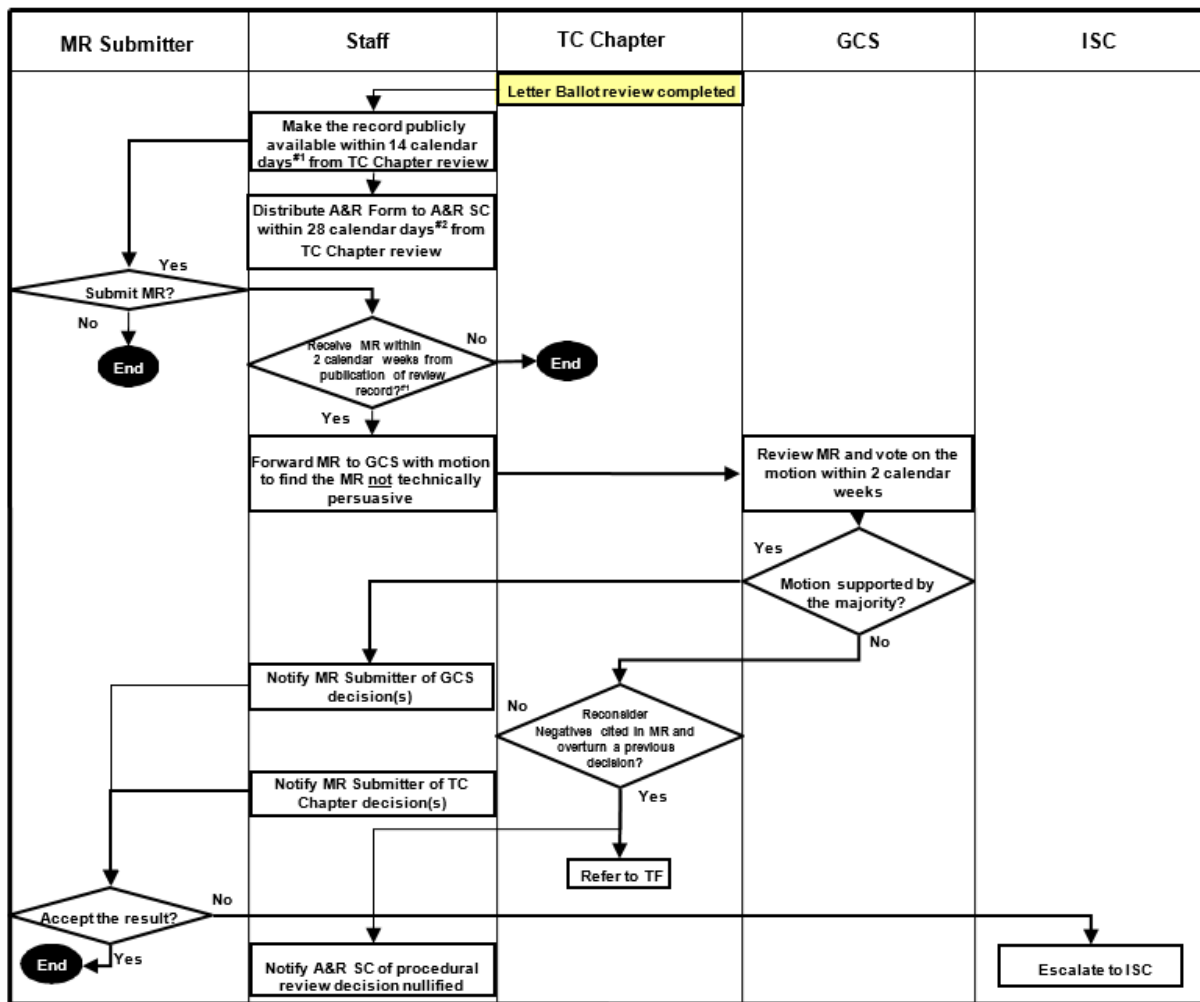 MR Submitter
Staff
TC Chapter
GCS
ISC
Letter Ballot review completed
Make the record publicly
available within 14 calendar
days#1 from TC Chapter review
Distribute A&R Form to A&R SC
within 28 calendar days#2 from
TC Chapter review
Yes
Submit MR?
No
End
Receive MR within
2 calendar weeks from
publication of review
record?#1
No
End
Yes
Forward MR to GCS with motion
to find the MR not technically
persuasive
Review MR and vote on the
motion within 2 calendar
weeks
Yes
Motion supported by
the majority?
No
Notify MR Submitter of GCS
decision(s)
No
Reconsider
Negatives cited in MR and
overturn a previous
decision?
Yes
Notify MR Submitter of TC
Chapter decision(s)
Refer to TF
No
Accept the result?
Yes
End
Notify A&R SC of procedural
review decision nullified
Escalate to ISC